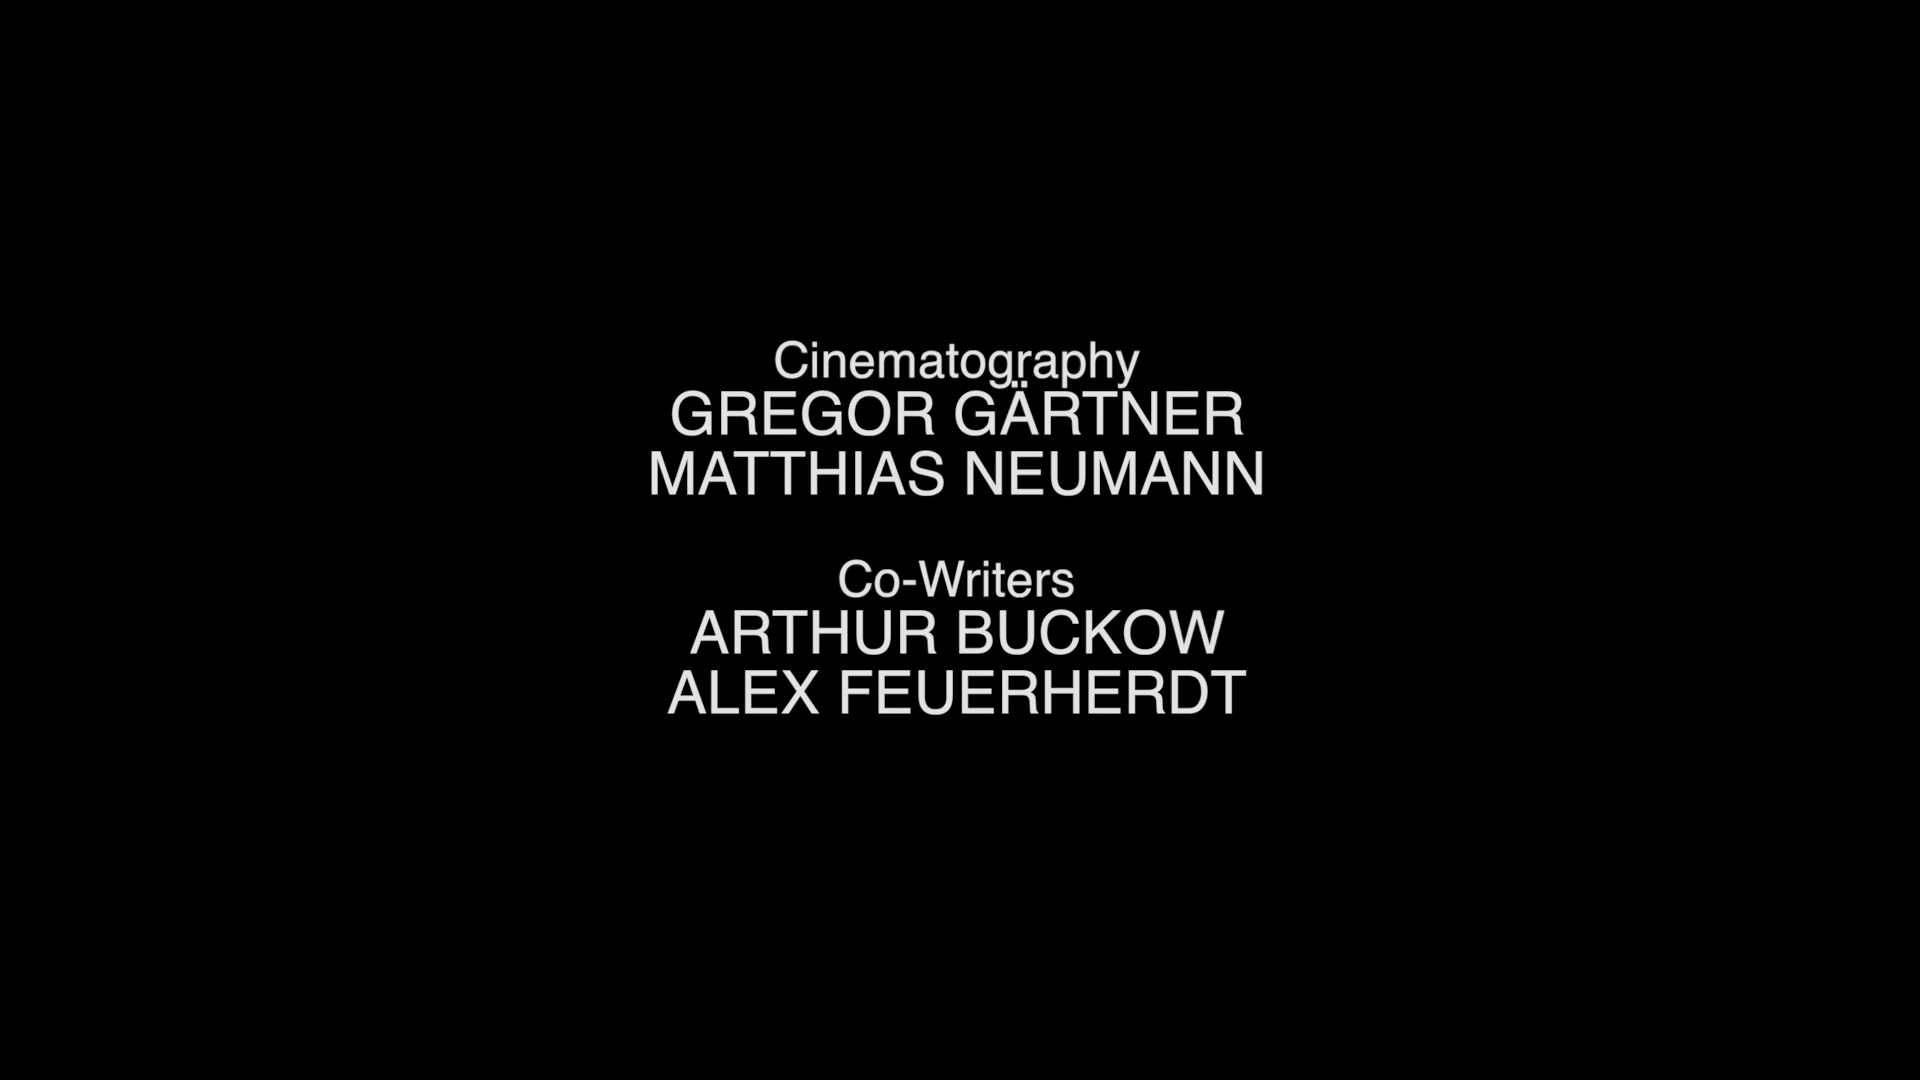 Cinematography
GREGOR GÄRTNER
MATTHIAS NEUMANN
Co-Writers
ARTHUR BUCKOW
ALEX FEUERHERDT